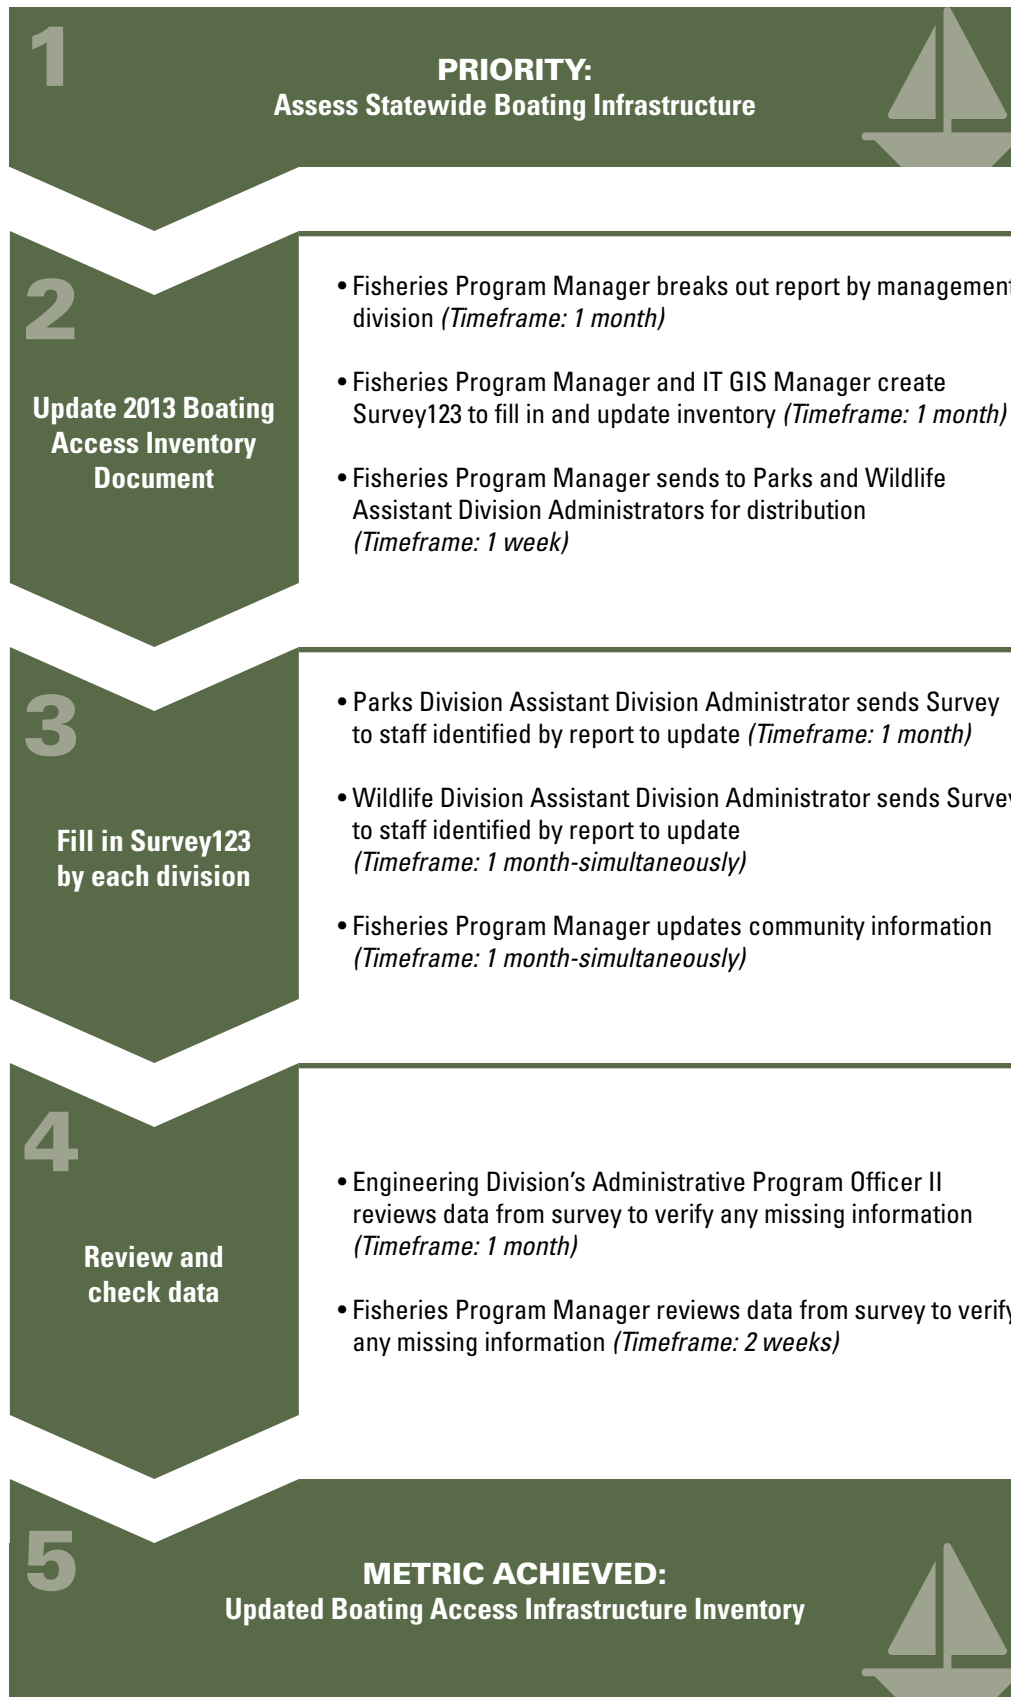 1
PRIORITY:
Assess Statewide Boating Infrastructure
2
Update 2013 Boating
Access Inventory
Document
• Fisheries Program Manager breaks out report by management
division (Timeframe: 1 month)
• Fisheries Program Manager and IT GIS Manager create
Survey123 to fill in and update inventory (Timeframe: 1 month)
• Fisheries Program Manager sends to Parks and Wildlife
Assistant Division Administrators for distribution
(Timeframe: 1 week)
3
Fill in Survey123
by each division
• Parks Division Assistant Division Administrator sends Survey
to staff identified by report to update (Timeframe: 1 month)
• Wildlife Division Assistant Division Administrator sends Survey
to staff identified by report to update
(Timeframe: 1 month-simultaneously)
• Fisheries Program Manager updates community information
(Timeframe: 1 month-simultaneously)
4
Review and
check data
• Engineering Division's Administrative Program Officer II
reviews data from survey to verify any missing information
(Timeframe: 1 month)
• Fisheries Program Manager reviews data from survey to verify
any missing information (Timeframe: 2 weeks)
5
METRIC ACHIEVED:
Updated Boating Access Infrastructure Inventory